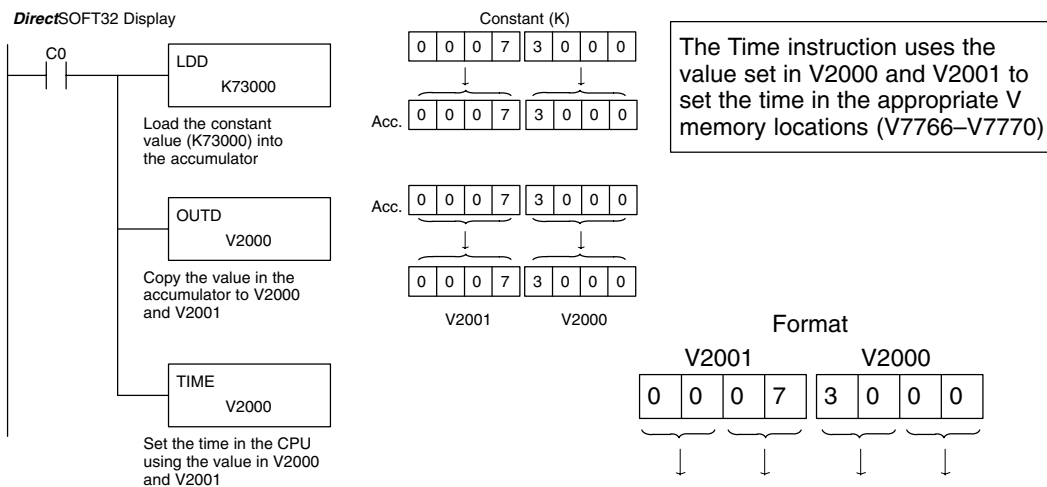 DirectSOFT32 Display
C0
LDD
K73000
Load the constant
value (K73000) into
the accumulator
OUTD
V2000
Copy the value in the
accumulator to V2000
and V2001
TIME
V2000
Set the time in the CPU
using the value in V2000
and V2001
Constant (K)
0 0 0 7 3 0 0 0
Acc. 0 0 0 7 3 0 0 0
Acc. 0 0 0 7 3 0 0 0
0 0 0 7 3 0 0 0
V2001 V2000
The Time instruction uses the
value set in V2000 and V2001 to
set the time in the appropriate V
memory locations (V7766–V7770)
Format
V2001 V2000
0 0 0 7 3 0 0 0